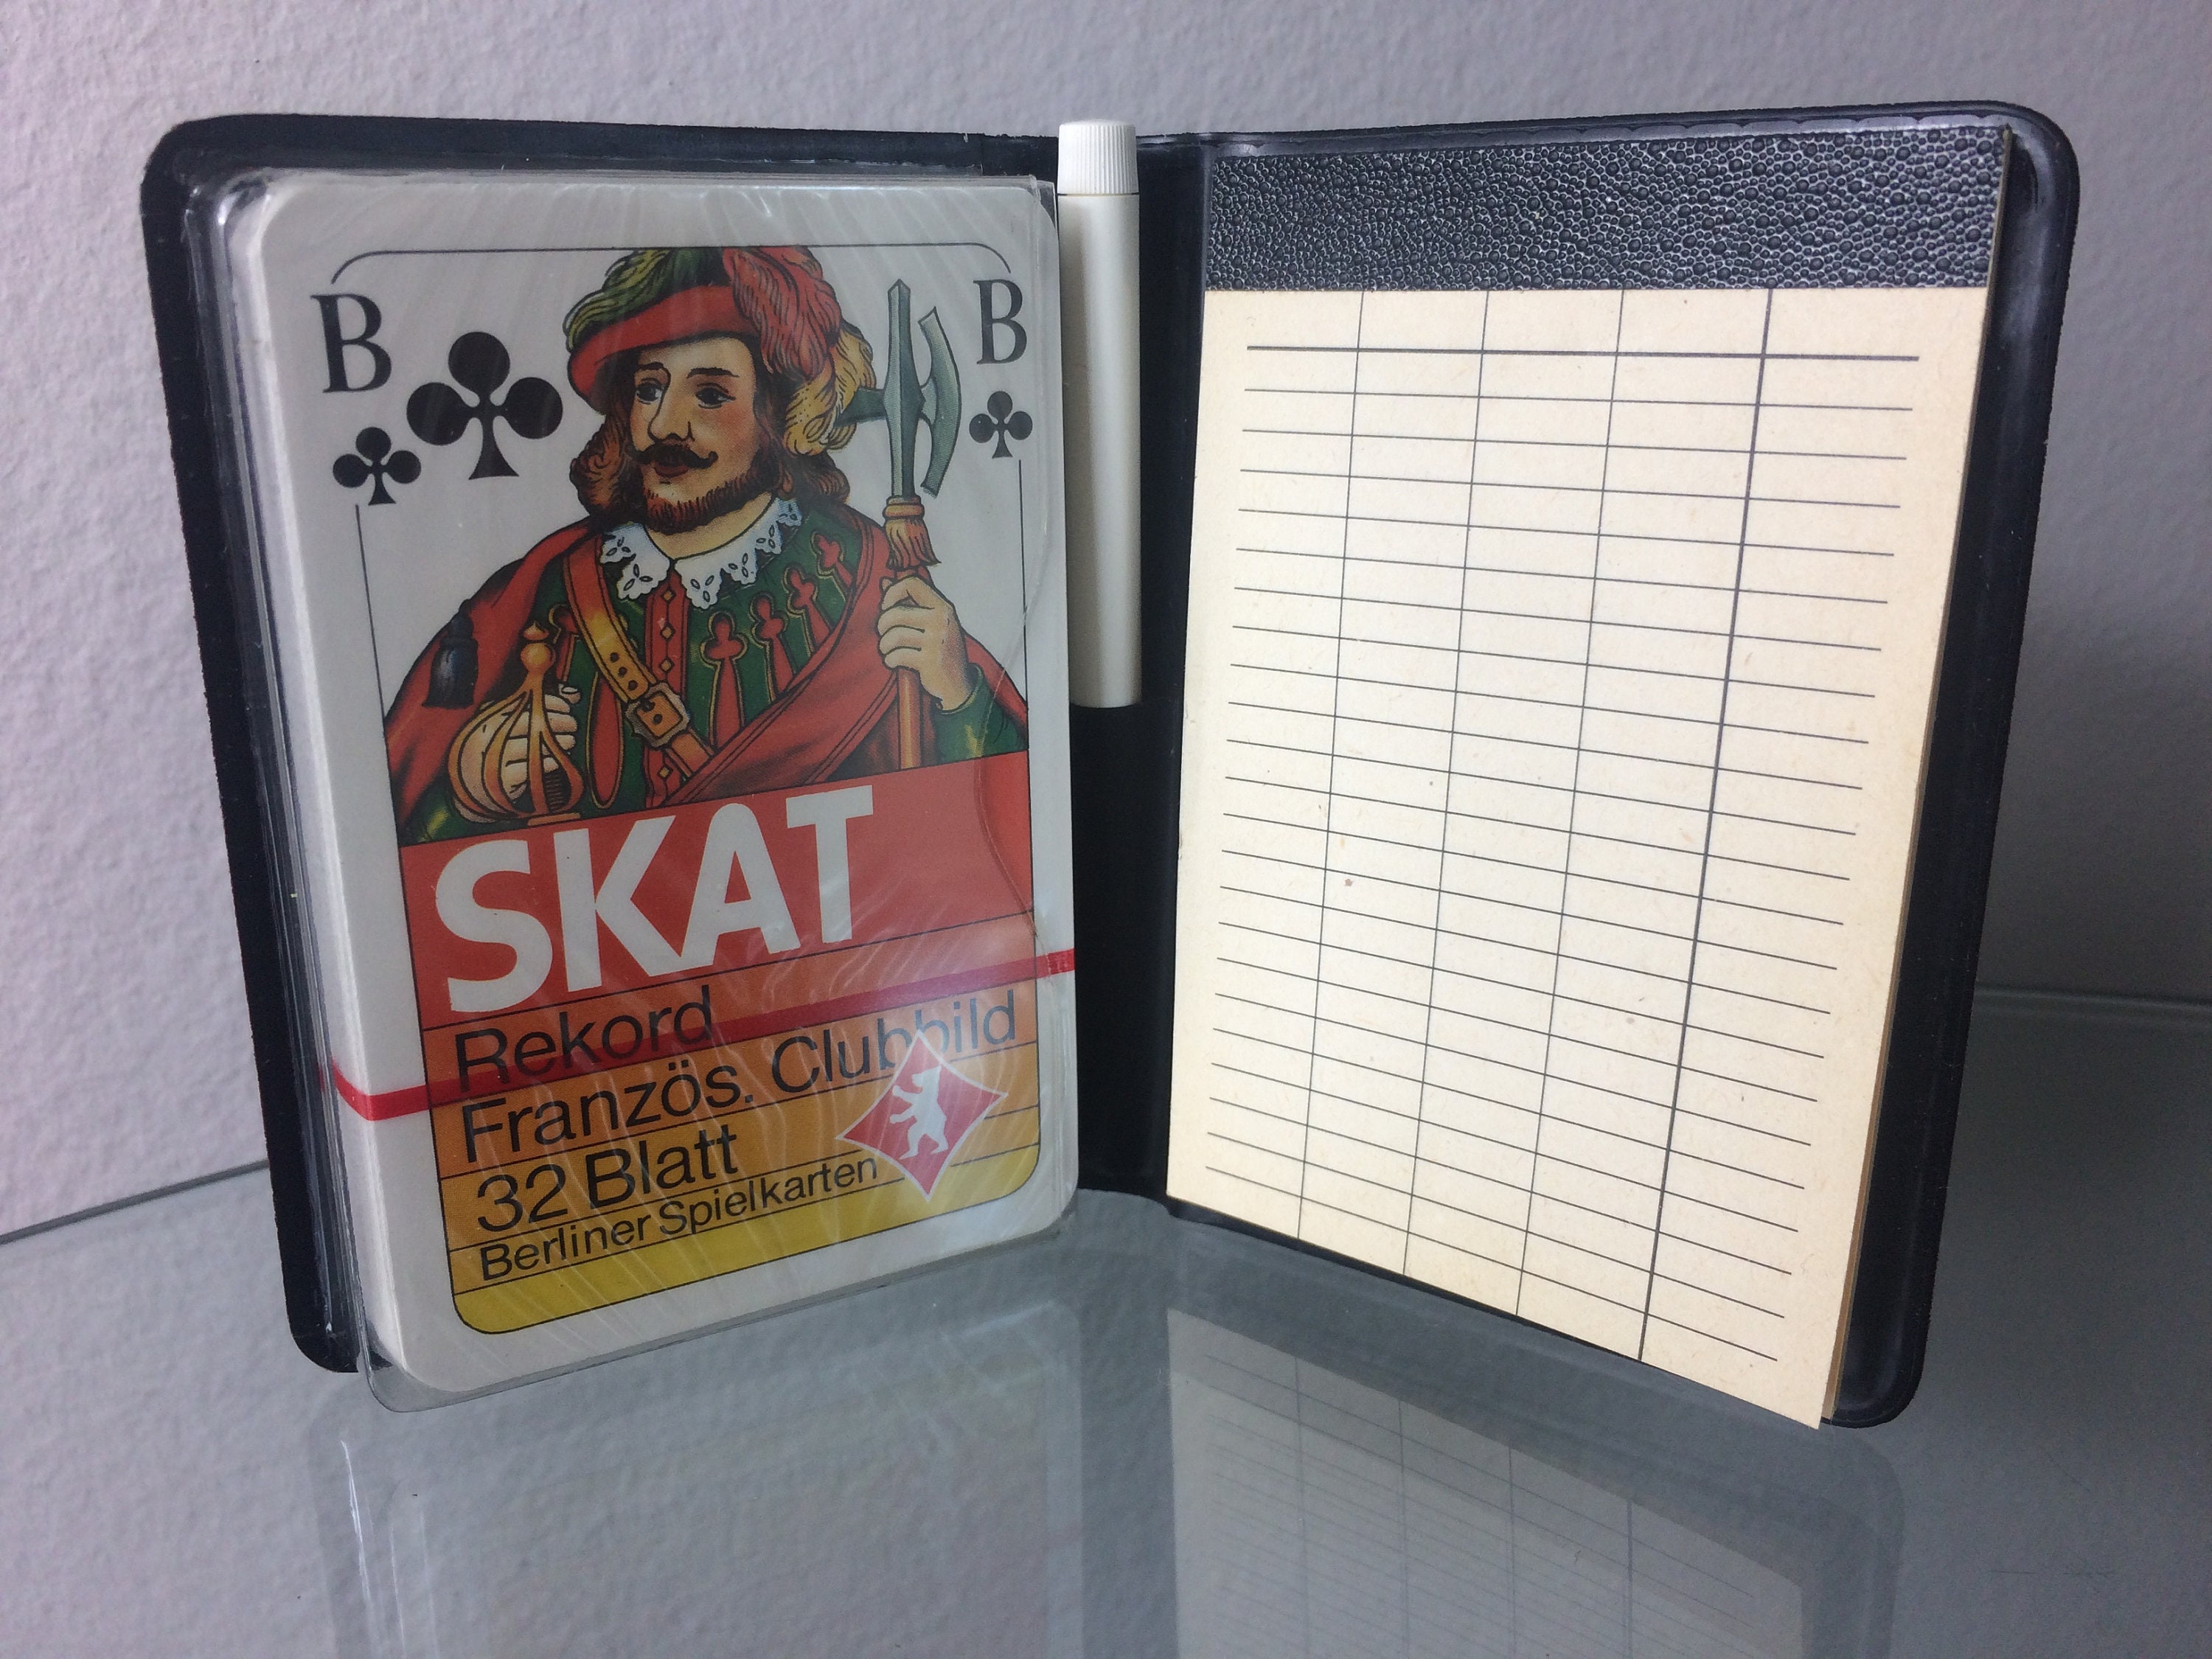 B
B
SKAT
Rekord
Französ. Clubbild
32 Blatt
Berliner Spielkarten